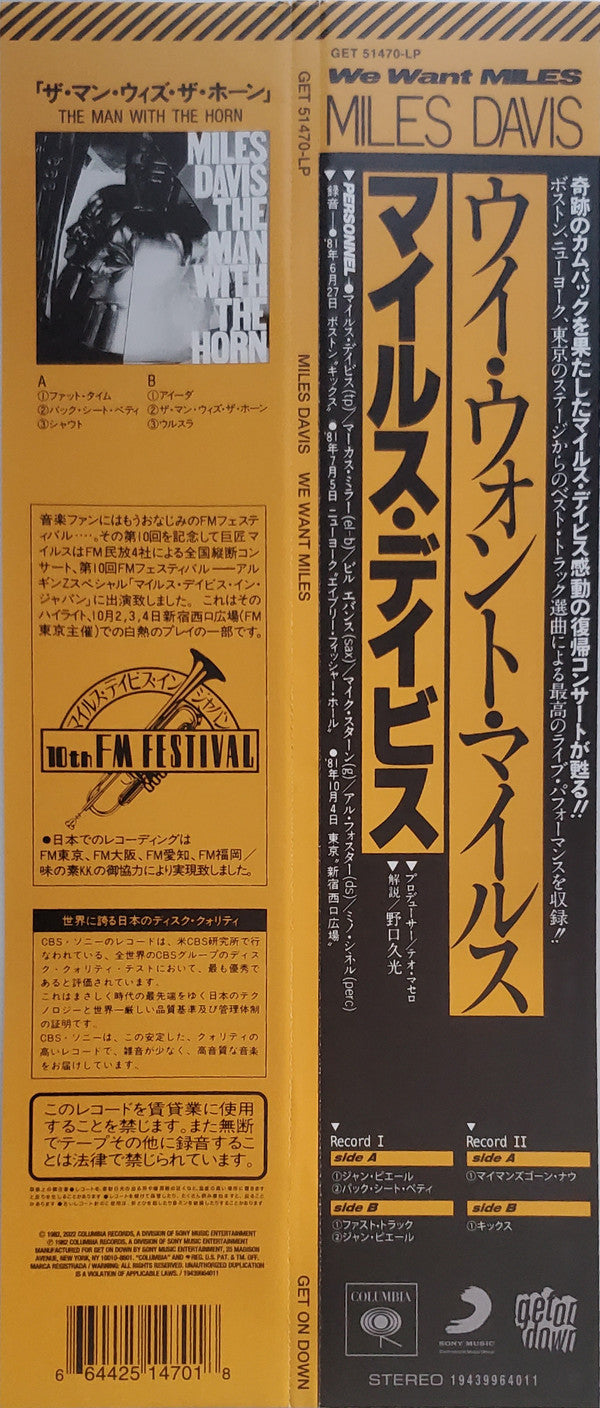 「ザ・マン・ウィズ・ザ・ホーン」
THE MAN WITH THE HORN
MILES
DAVIS
THE
MAN
WITH
THE
HORN
A
①ファット・タイム
②バック・シート・ベティ
③シャウト
B
①アイーダ
②ザ・マン・ウィズ・ザ・ホーン
③ウルスラ
音楽ファンにはもうおなじみのFMフェスティ
バル‥‥。その第10回を記念して巨匠マ
イルスはFM民放4社による全国縦断コン
サート、第10回FMフェスティバル——アル
ギンZスペシャル「マイルス・デイビス・イン・
ジャパン」に出演致しました。これはその
ハイライト、10月2,3,4日新宿西口広場(FM
東京主催)での白熱のプレイの一部です。
マイルス・デイビス・イン・ジャパン
10th FM FESTIVAL
●日本でのレコーディングは
FM東京、FM大阪、FM愛知、FM福岡／
味の素KKの御協力により実現致しました。
世界に誇る日本のディスク・クォリティ
CBS・ソニーのレコードは、米CBS研究所で行
なわれている、全世界のCBSグループのディス
ク・クォリティ・テストにおいて、最も優秀で
あると評価されています。
これはまさしく時代の最先端をゆく日本のテク
ノロジーと世界一厳しい品質基準及び管理体制
の証明です。
CBS・ソニーは、この安定した、クォリティの
高いレコードで、雑音が少なく、高音質な音楽
をお届けしています。
このレコードを賃貸業に使用
することを禁じます。また無断
でテープその他に録音するこ
とは法律で禁じられています。
℗ 1982, 2022 COLUMBIA RECORDS, A DIVISION OF SONY MUSIC ENTERTAINMENT
℗ 1982 COLUMBIA RECORDS, A DIVISION OF SONY MUSIC ENTERTAINMENT
MANUFACTURED FOR GET ON DOWN BY SONY MUSIC ENTERTAINMENT, 25 MADISON
AVENUE, NEW YORK, NY 10010-8601. "COLUMBIA" AND ®REG. U.S. PAT. & TM. OFF.
MARCA REGISTRADA / WARNING: ALL RIGHTS RESERVED. UNAUTHORIZED DUPLICATION
IS A VIOLATION OF APPLICABLE LAWS. / 19439964011
6 64425 14701 8
GET 51470-LP
MILES DAVIS WE WANT MILES
GET ON DOWN
GET 51470-LP
We Want MILES
MILES DAVIS
奇跡のカムバックを果たしたマイルス・デイビス感動の復帰コンサートが甦る!!
ボストン、ニューヨーク、東京のステージからのベスト・トラック選曲による最高のライブ・パフォーマンスを収録!!
ウイ・ウォント・マイルス
マイルス・デイビス
▼プロデューサー／テオ・マセロ
▼解説／野口久光
▼PERSONNEL—●マイルス・デイビス(tp)／マーカス・ミラー(el-b)／ビル エバンス(sax)／マイク・スターン(g)／アル・フォスター(ds)／ミノ・シネル(perc)
▼録音—●'81年6月27日 ボストン"キックス" ●'81年7月5日 ニューヨーク"エイブリー・フィッシャー・ホール" ●'81年10月4日 東京"新宿西口広場"
▼
Record I
side A
①ジャン・ピエール
②バック・シート・ベティ
side B
①ファスト・トラック
②ジャン・ピエール
▼
Record II
side A
①マイマンズゴーン・ナウ
side B
①キックス
COLUMBIA
SONY MUSIC
get on
down
STEREO 19439964011